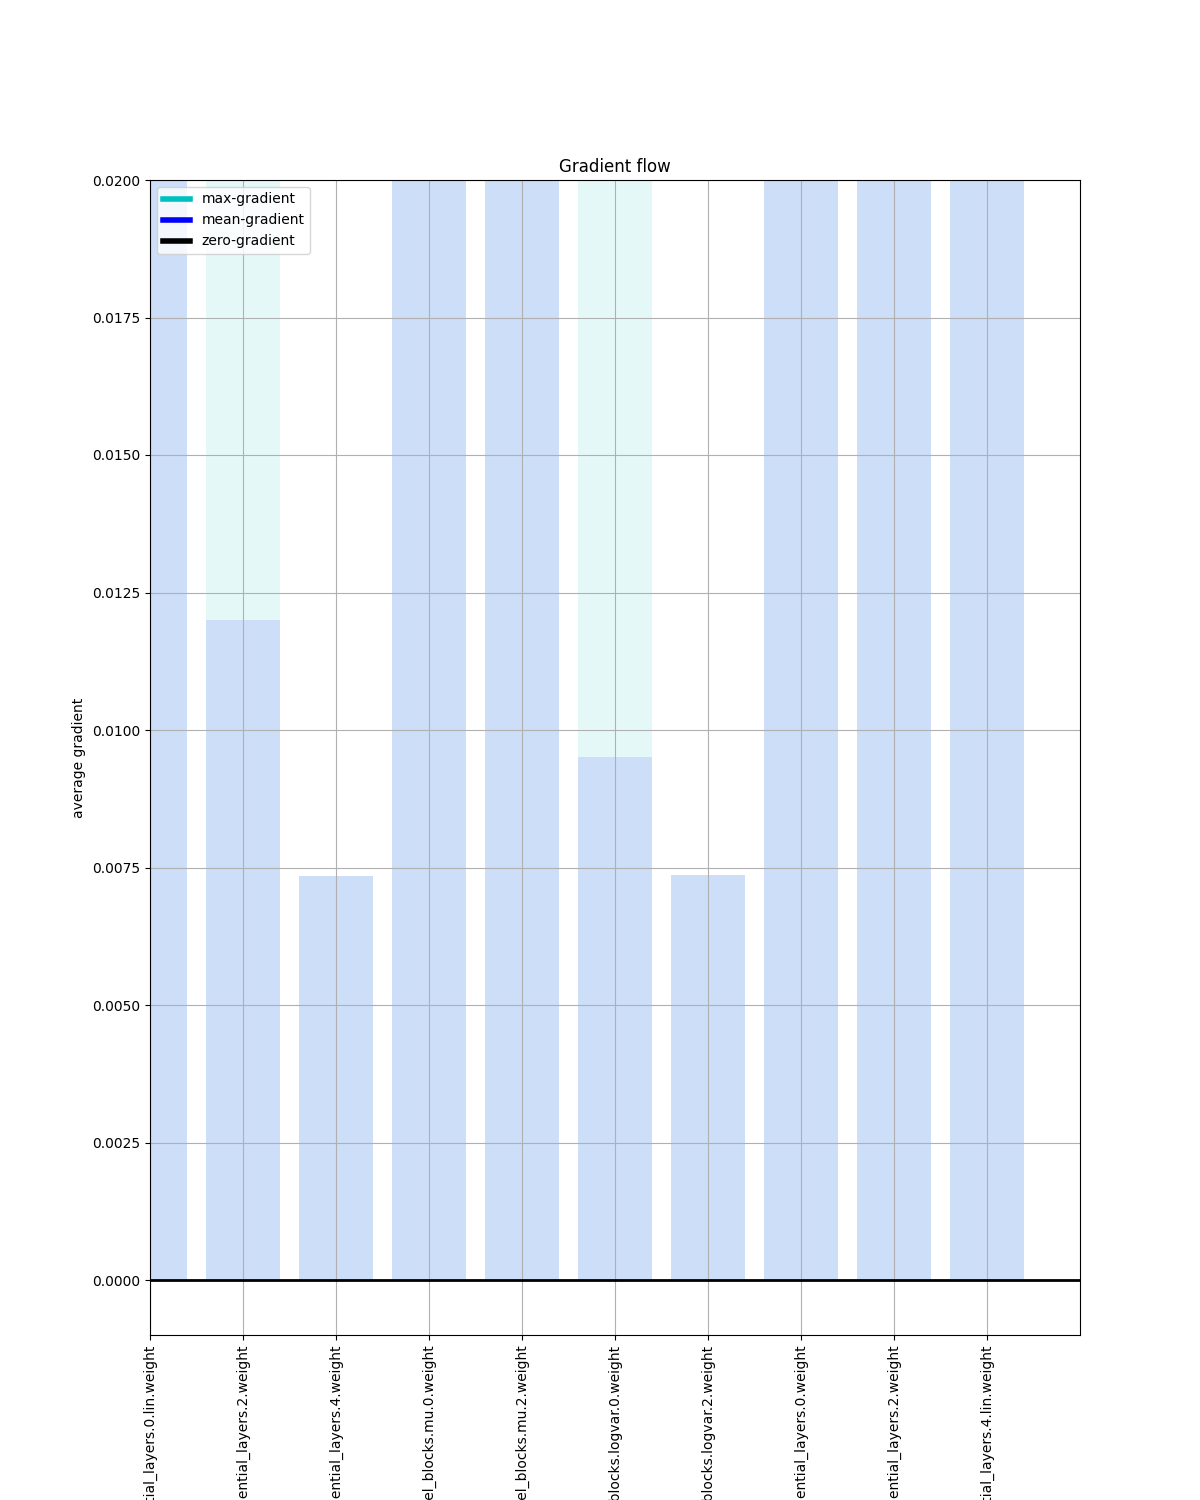 Gradient flow
max-gradient
mean-gradient
zero-gradient
average gradient
0.0200
0.0175
0.0150
0.0125
0.0100
0.0075
0.0050
0.0025
0.0000
tial_layers.0.lin.weight
ential_layers.2.weight
ential_layers.4.weight
el_blocks.mu.0.weight
el_blocks.mu.2.weight
blocks.logvar.0.weight
blocks.logvar.2.weight
ential_layers.0.weight
ential_layers.2.weight
tial_layers.4.lin.weight